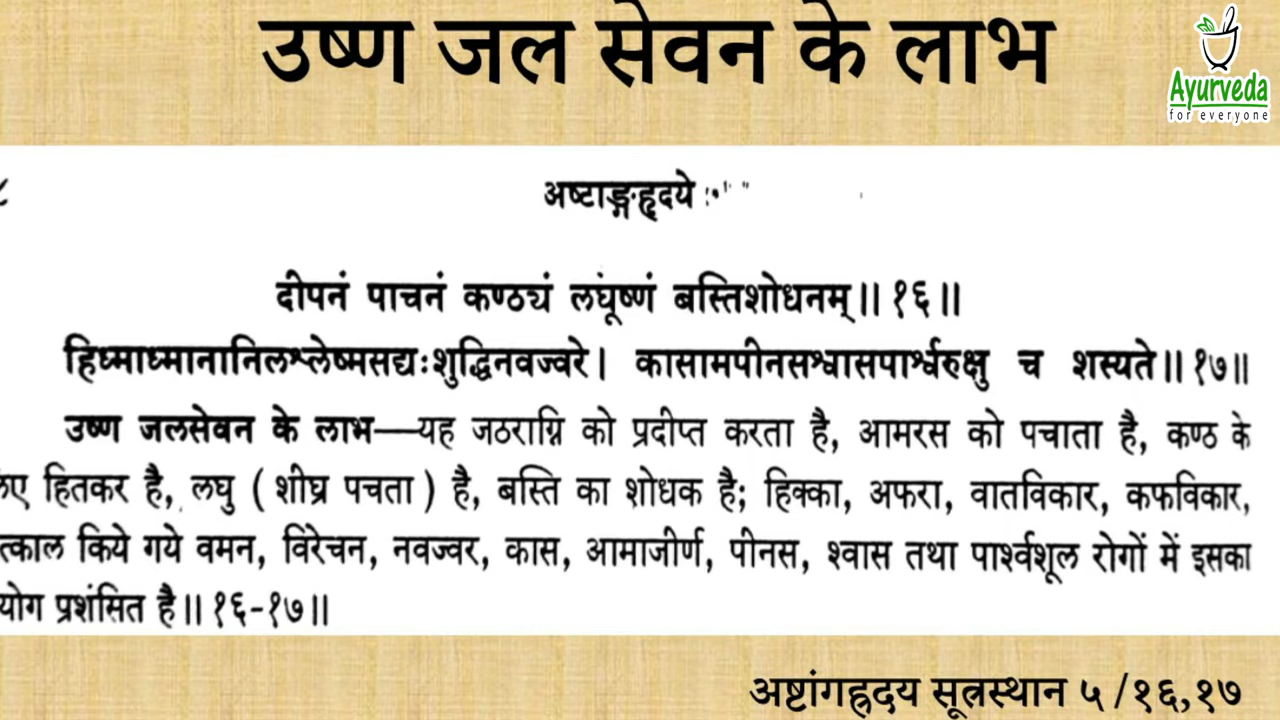 उष्ण जल सेवन के लाभ
Ayurveda
for everyone
अष्टाङ्गहृदये
दीपनं पाचनं कण्ठ्यं लघूष्णं बस्तिशोधनम्॥ १६॥
हिध्माध्मानानिलश्लेष्मसद्यःशुद्धिनवज्वरे। कासामपीनसश्वासपार्श्वरुक्षु च शस्यते॥ १७॥
उष्ण जलसेवन के लाभ—यह जठराग्नि को प्रदीप्त करता है, आमरस को पचाता है, कण्ठ के
हितकर है, लघु ( शीघ्र पचता ) है, बस्ति का शोधक है; हिक्का, अफरा, वातविकार, कफविकार,
त्काल किये गये वमन, विरेचन, नवज्वर, कास, आमाजीर्ण, पीनस, श्वास तथा पार्श्वशूल रोगों में इसका
योग प्रशंसित है॥ १६-१७॥
अष्टांगह्रदय सूत्रस्थान ५ /१६,१७